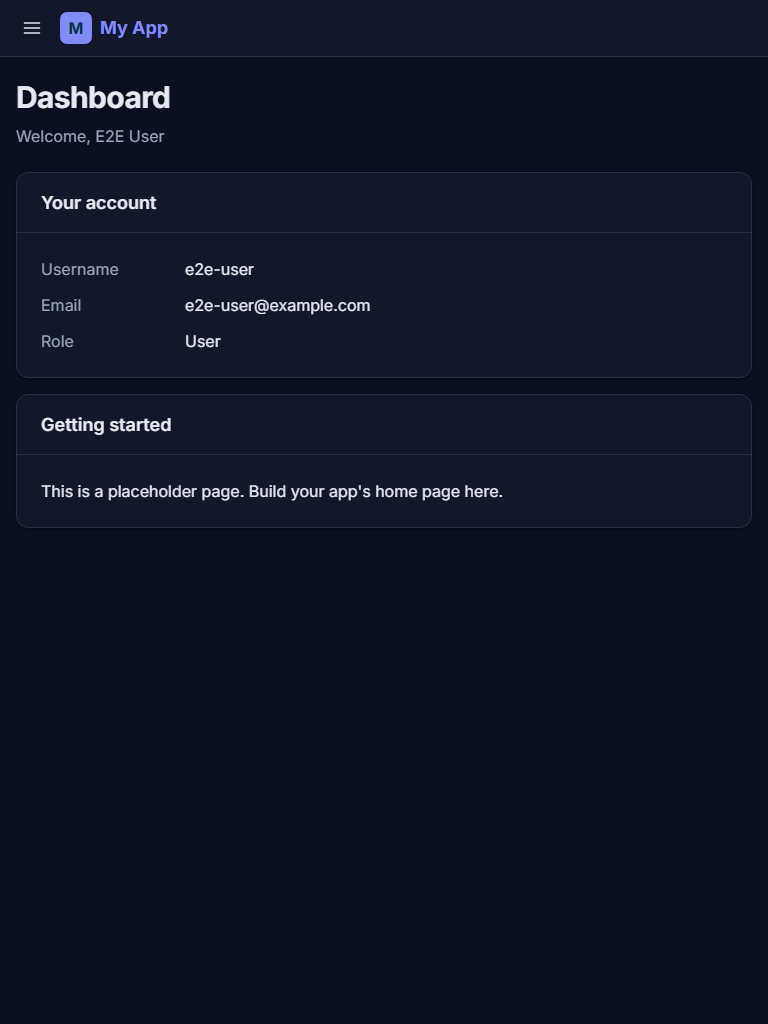 M My App
Dashboard
Welcome, E2E User
Your account
Username e2e-user
Email e2e-user@example.com
Role User
Getting started
This is a placeholder page. Build your app's home page here.